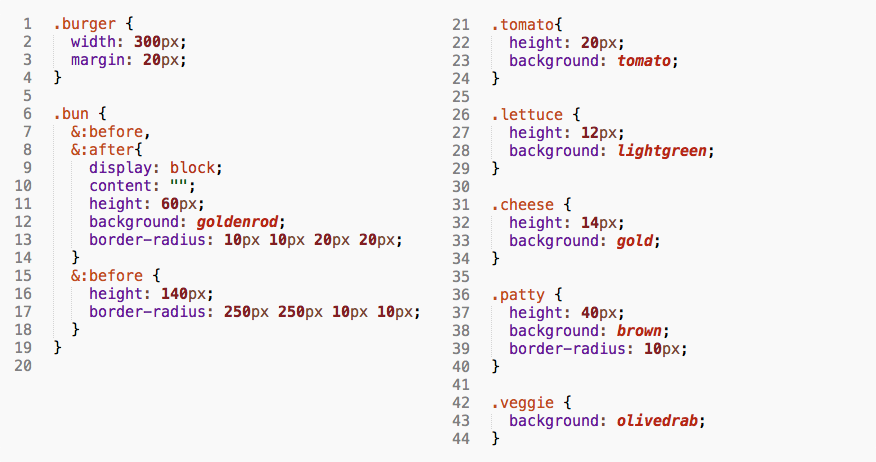 1 .burger {
2   width: 300px;
3   margin: 20px;
4 }
5
6 .bun {
7   &:before,
8   &:after{
9     display: block;
10     content: "";
11     height: 60px;
12     background: goldenrod;
13     border-radius: 10px 10px 20px 20px;
14   }
15   &:before {
16     height: 140px;
17     border-radius: 250px 250px 10px 10px;
18   }
19 }
20
21 .tomato{
22   height: 20px;
23   background: tomato;
24 }
25
26 .lettuce {
27   height: 12px;
28   background: lightgreen;
29 }
30
31 .cheese {
32   height: 14px;
33   background: gold;
34 }
35
36 .patty {
37   height: 40px;
38   background: brown;
39   border-radius: 10px;
40 }
41
42 .veggie {
43   background: olivedrab;
44 }